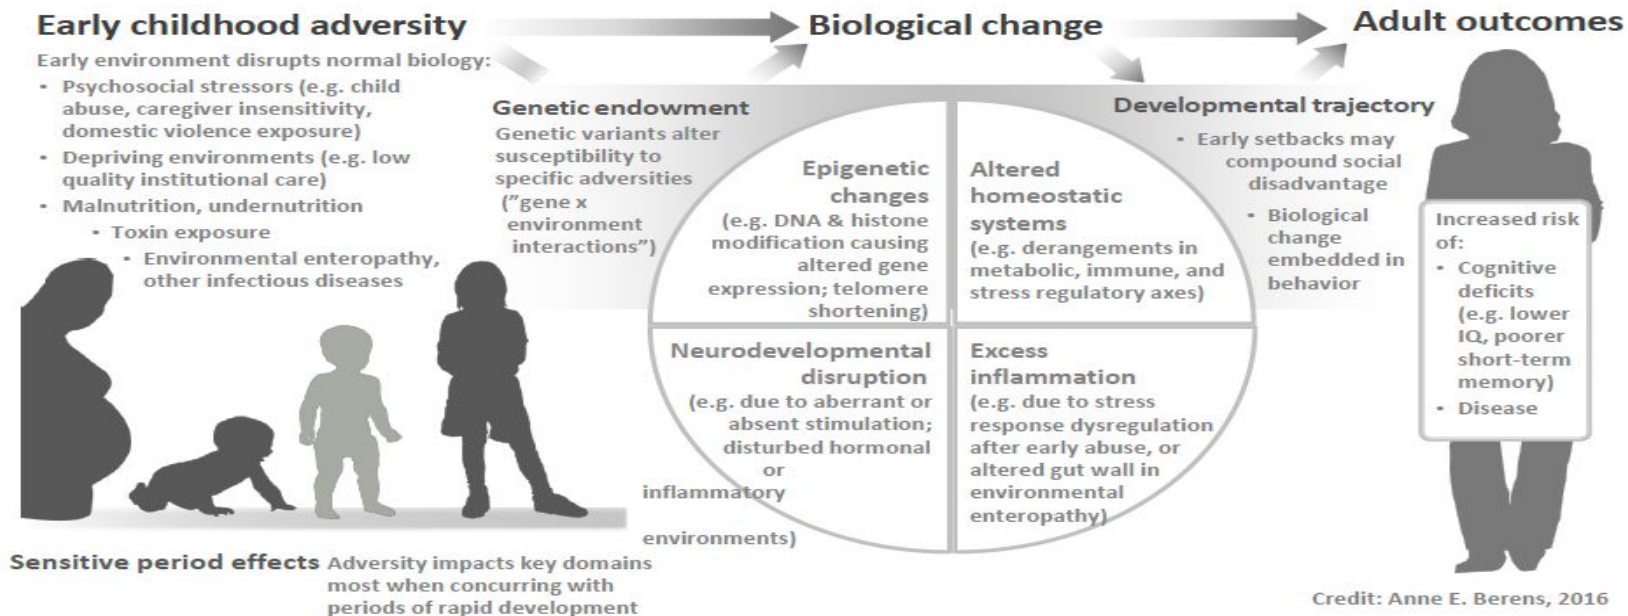 Early childhood adversity
Early environment disrupts normal biology:
• Psychosocial stressors (e.g. child
abuse, caregiver insensitivity,
domestic violence exposure)
• Depriving environments (e.g. low
quality institutional care)
• Malnutrition, undernutrition
• Toxin exposure
• Environmental enteropathy,
other infectious diseases
Sensitive period effects Adversity impacts key domains
most when concurring with
periods of rapid development
Genetic endowment
Genetic variants alter
susceptibility to
specific adversities
("gene x
environment
interactions")
Biological change
Epigenetic
changes
(e.g. DNA & histone
modification causing
altered gene
expression; telomere
shortening)
Altered
homeostatic
systems
(e.g. derangements in
metabolic, immune, and
stress regulatory axes)
Neurodevelopmental
disruption
(e.g. due to aberrant or
absent stimulation;
disturbed hormonal
or
inflammatory
environments)
Excess
inflammation
(e.g. due to stress
response dysregulation
after early abuse, or
altered gut wall in
environmental
enteropathy)
Developmental trajectory
• Early setbacks may
compound social
disadvantage
• Biological
change
embedded in
behavior
Adult outcomes
Increased risk
of:
• Cognitive
deficits
(e.g. lower
IQ, poorer
short-term
memory)
• Disease
Credit: Anne E. Berens, 2016